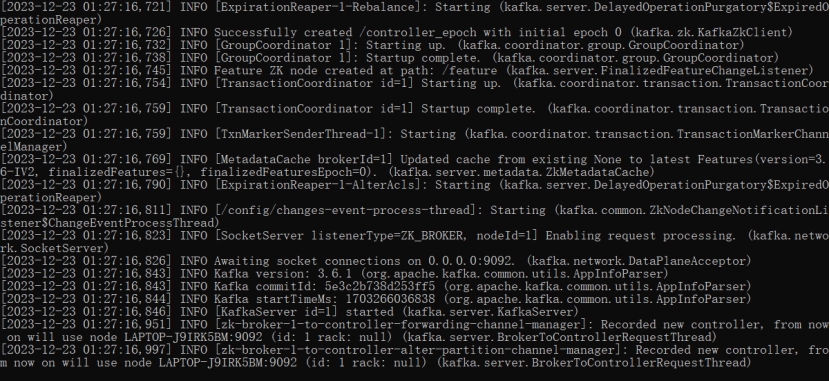 [2023-12-23 01:27:16,721] INFO [ExpirationReaper-1-Rebalance]: Starting (kafka.server.DelayedOperationPurgatory$ExpiredO
perationReaper)
[2023-12-23 01:27:16,726] INFO Successfully created /controller_epoch with initial epoch 0 (kafka.zk.KafkaZkClient)
[2023-12-23 01:27:16,732] INFO [GroupCoordinator 1]: Starting up. (kafka.coordinator.group.GroupCoordinator)
[2023-12-23 01:27:16,738] INFO [GroupCoordinator 1]: Startup complete. (kafka.coordinator.group.GroupCoordinator)
[2023-12-23 01:27:16,745] INFO Feature ZK node created at path: /feature (kafka.server.FinalizedFeatureChangeListener)
[2023-12-23 01:27:16,754] INFO [TransactionCoordinator id=1] Starting up. (kafka.coordinator.transaction.TransactionCoor
dinator)
[2023-12-23 01:27:16,759] INFO [TransactionCoordinator id=1] Startup complete. (kafka.coordinator.transaction.Transactio
nCoordinator)
[2023-12-23 01:27:16,759] INFO [TxnMarkerSenderThread-1]: Starting (kafka.coordinator.transaction.TransactionMarkerChann
elManager)
[2023-12-23 01:27:16,769] INFO [MetadataCache brokerId=1] Updated cache from existing None to latest Features(version=3.
6-IV2, finalizedFeatures={}, finalizedFeaturesEpoch=0). (kafka.server.metadata.ZkMetadataCache)
[2023-12-23 01:27:16,790] INFO [ExpirationReaper-1-AlterAcls]: Starting (kafka.server.DelayedOperationPurgatory$ExpiredO
perationReaper)
[2023-12-23 01:27:16,811] INFO [/config/changes-event-process-thread]: Starting (kafka.common.ZkNodeChangeNotificationLi
stener$ChangeEventProcessThread)
[2023-12-23 01:27:16,823] INFO [SocketServer listenerType=ZK_BROKER, nodeId=1] Enabling request processing. (kafka.netwo
rk.SocketServer)
[2023-12-23 01:27:16,826] INFO Awaiting socket connections on 0.0.0.0:9092. (kafka.network.DataPlaneAcceptor)
[2023-12-23 01:27:16,843] INFO Kafka version: 3.6.1 (org.apache.kafka.common.utils.AppInfoParser)
[2023-12-23 01:27:16,843] INFO Kafka commitId: 5e3c2b738d253ff5 (org.apache.kafka.common.utils.AppInfoParser)
[2023-12-23 01:27:16,844] INFO Kafka startTimeMs: 1703266036838 (org.apache.kafka.common.utils.AppInfoParser)
[2023-12-23 01:27:16,846] INFO [KafkaServer id=1] started (kafka.server.KafkaServer)
[2023-12-23 01:27:16,951] INFO [zk-broker-1-to-controller-forwarding-channel-manager]: Recorded new controller, from now
 on will use node LAPTOP-J9IRK5BM:9092 (id: 1 rack: null) (kafka.server.BrokerToControllerRequestThread)
[2023-12-23 01:27:16,997] INFO [zk-broker-1-to-controller-alter-partition-channel-manager]: Recorded new controller, fro
m now on will use node LAPTOP-J9IRK5BM:9092 (id: 1 rack: null) (kafka.server.BrokerToControllerRequestThread)